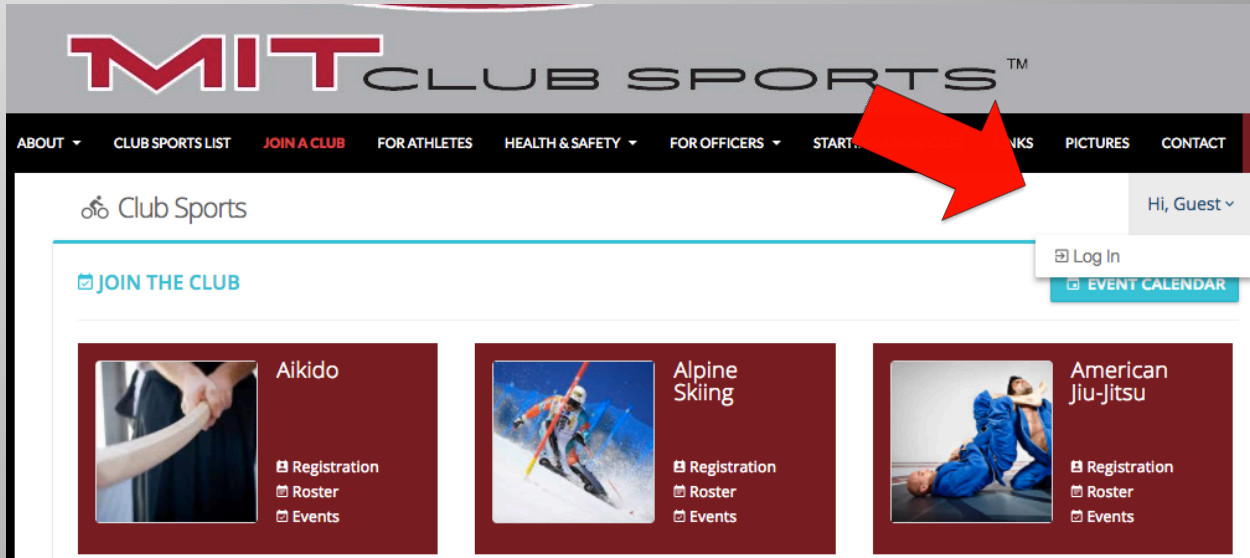 MIT CLUB SPORTS™
ABOUT CLUB SPORTS LIST JOIN A CLUB FOR ATHLETES HEALTH & SAFETY FOR OFFICERS PICTURES CONTACT
Club Sports
Hi, Guest
Log In
JOIN THE CLUB
EVENT CALENDAR
Aikido
Registration
Roster
Events
Alpine
Skiing
Registration
Roster
Events
American
Jiu-Jitsu
Registration
Roster
Events